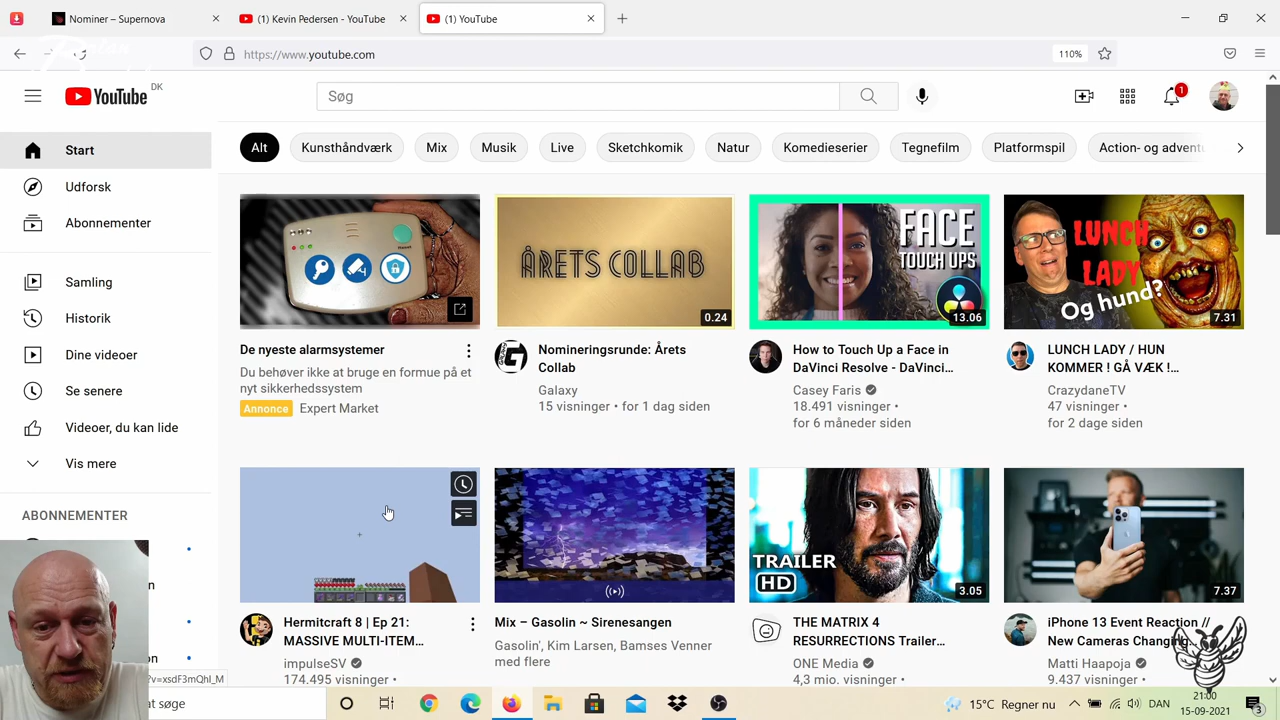 Nominer – Supernova
(1) Kevin Pedersen - YouTube
(1) YouTube
https://www.youtube.com
110%
YouTube
DK
Søg
1
Start
Udforsk
Abonnementer
Samling
Historik
Dine videoer
Se senere
Videoer, du kan lide
Vis mere
ABONNEMENTER
Alt
Kunsthåndværk
Mix
Musik
Live
Sketchkomik
Natur
Komedieserier
Tegnefilm
Platformspil
Action- og adventu
De nyeste alarmsystemer
Du behøver ikke at bruge en formue på et
nyt sikkerhedssystem
Annonce
Expert Market
ÅRETS COLLAB
0.24
Nomineringsrunde: Årets
Collab
Galaxy
15 visninger • for 1 dag siden
FACE
TOUCH UPS
13.06
How to Touch Up a Face in
DaVinci Resolve - DaVinci…
Casey Faris
18.491 visninger •
for 6 måneder siden
LUNCH
LADY
Og hund?
7.31
LUNCH LADY / HUN
KOMMER ! GÅ VÆK !…
CrazydaneTV
47 visninger •
for 2 dage siden
Hermitcraft 8 | Ep 21:
MASSIVE MULTI-ITEM…
impulseSV
174.495 visninger •
Mix – Gasolin ~ Sirenesangen
Gasolin', Kim Larsen, Bamses Venner
med flere
TRAILER
HD
3.05
THE MATRIX 4
RESURRECTIONS Trailer…
ONE Media
4,3 mio. visninger •
7.37
iPhone 13 Event Reaction //
New Cameras Changing
Matti Haapoja
9.437 visninger •
?v=xsdF3mQhI_M
at søge
15°C Regner nu
DAN
21:00
15-09-2021
3